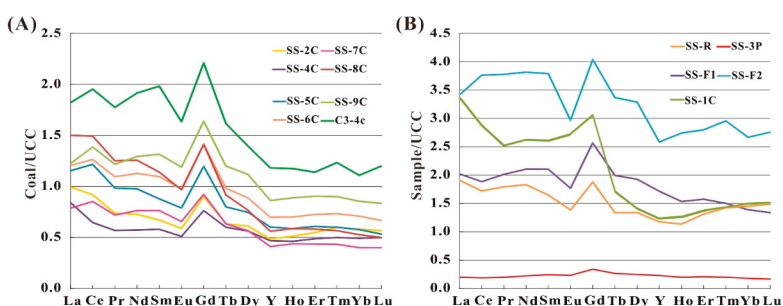 (A)
Coal/UCC
2.5
2.0
1.5
1.0
0.5
0.0
SS-2C SS-7C
SS-4C SS-8C
SS-5C SS-9C
SS-6C C3-4c
La Ce Pr Nd Sm Eu Gd Tb Dy Y Ho Er Tm Yb Lu
(B)
Sample/UCC
4.5
4.0
3.5
3.0
2.5
2.0
1.5
1.0
0.5
0.0
SS-R SS-3P
SS-F1 SS-F2
SS-1C
La Ce Pr Nd Sm Eu Gd Tb Dy Y Ho Er Tm Yb Lu